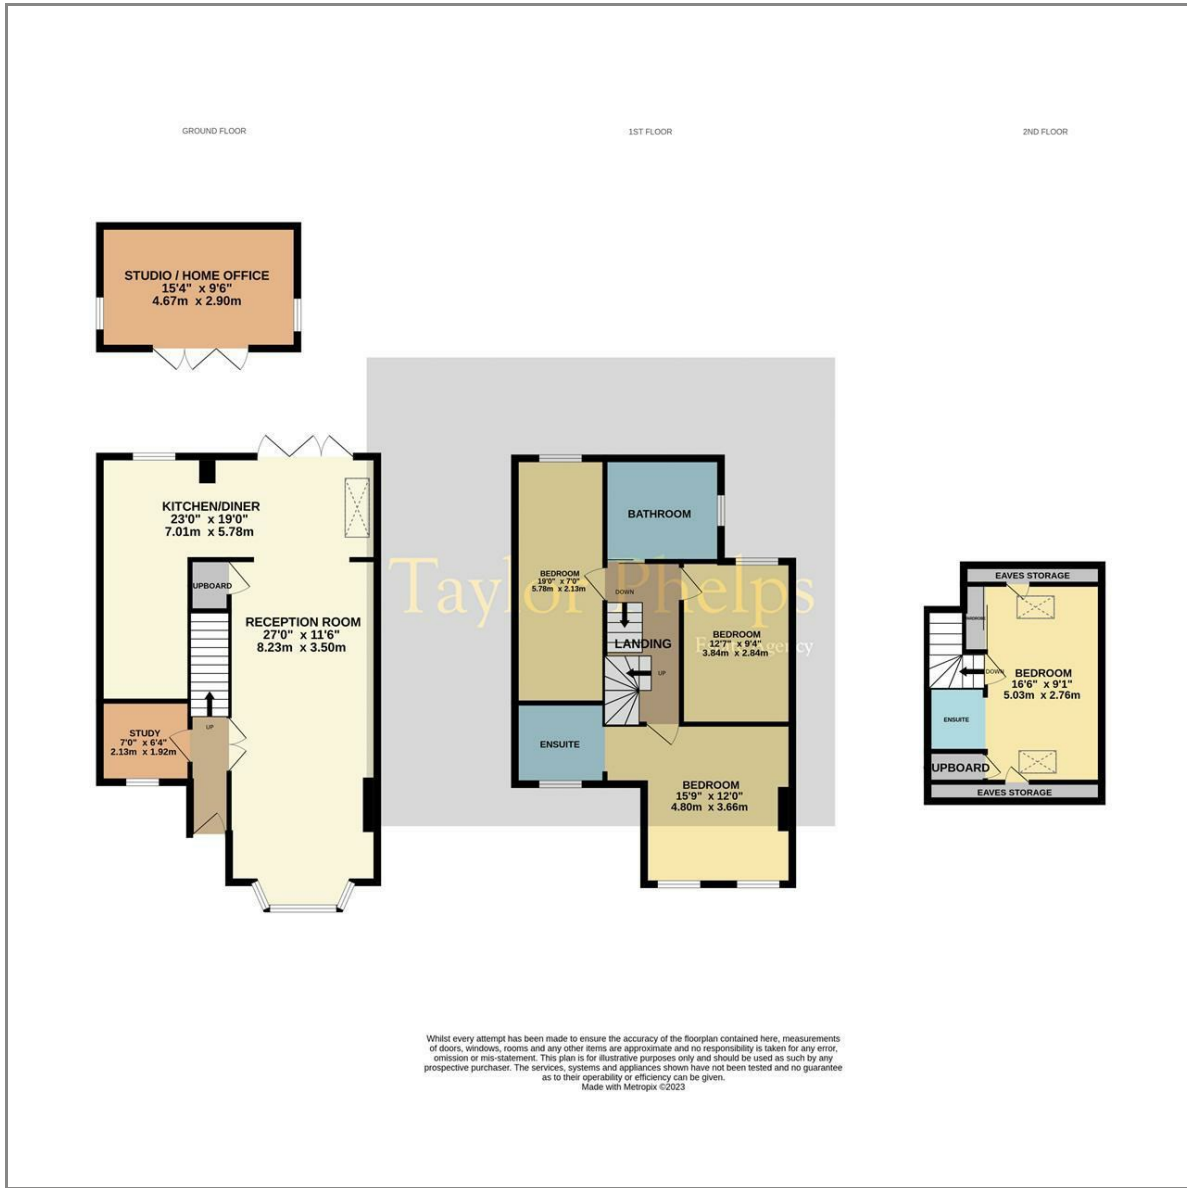 GROUND FLOOR
1ST FLOOR
2ND FLOOR
STUDIO / HOME OFFICE
15'4" x 9'6"
4.67m x 2.90m
KITCHEN/DINER
23'0" x 19'0"
7.01m x 5.78m
UPBOARD
RECEPTION ROOM
27'0" x 11'6"
8.23m x 3.50m
UP
STUDY
7'0" x 6'4"
2.13m x 1.92m
BATHROOM
BEDROOM
19'0" x 7'0"
5.78m x 2.13m
DOWN
LANDING
UP
BEDROOM
12'7" x 9'4"
3.84m x 2.84m
ENSUITE
BEDROOM
15'9" x 12'0"
4.80m x 3.66m
Taylor Phelps
Estate Agency
EAVES STORAGE
DOWN
BEDROOM
16'6" x 9'1"
5.03m x 2.76m
ENSUITE
UPBOARD
EAVES STORAGE
Whilst every attempt has been made to ensure the accuracy of the floorplan contained here, measurements
of doors, windows, rooms and any other items are approximate and no responsibility is taken for any error,
omission or mis-statement. This plan is for illustrative purposes only and should be used as such by any
prospective purchaser. The services, systems and appliances shown have not been tested and no guarantee
as to their operability or efficiency can be given.
Made with Metropix ©2023